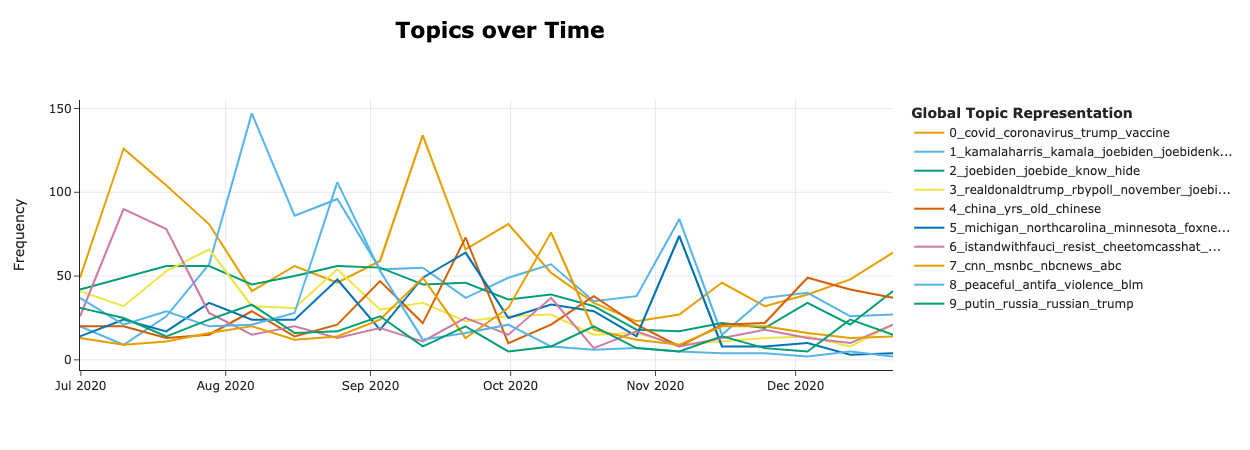 Topics over Time
Global Topic Representation
0_covid_coronavirus_trump_vaccine
1_kamalaharris_kamala_joebiden_joebidenk...
2_joebiden_joebide_know_hide
3_realdonaldtrump_rbypoll_november_joebi...
4_china_yrs_old_chinese
5_michigan_northcarolina_minnesota_foxne...
6_istandwithfauci_resist_cheetomcasshat_...
7_cnn_msnbc_nbcnews_abc
8_peaceful_antifa_violence_blm
9_putin_russia_russian_trump
Frequency
150
100
50
0
Jul 2020
Aug 2020
Sep 2020
Oct 2020
Nov 2020
Dec 2020